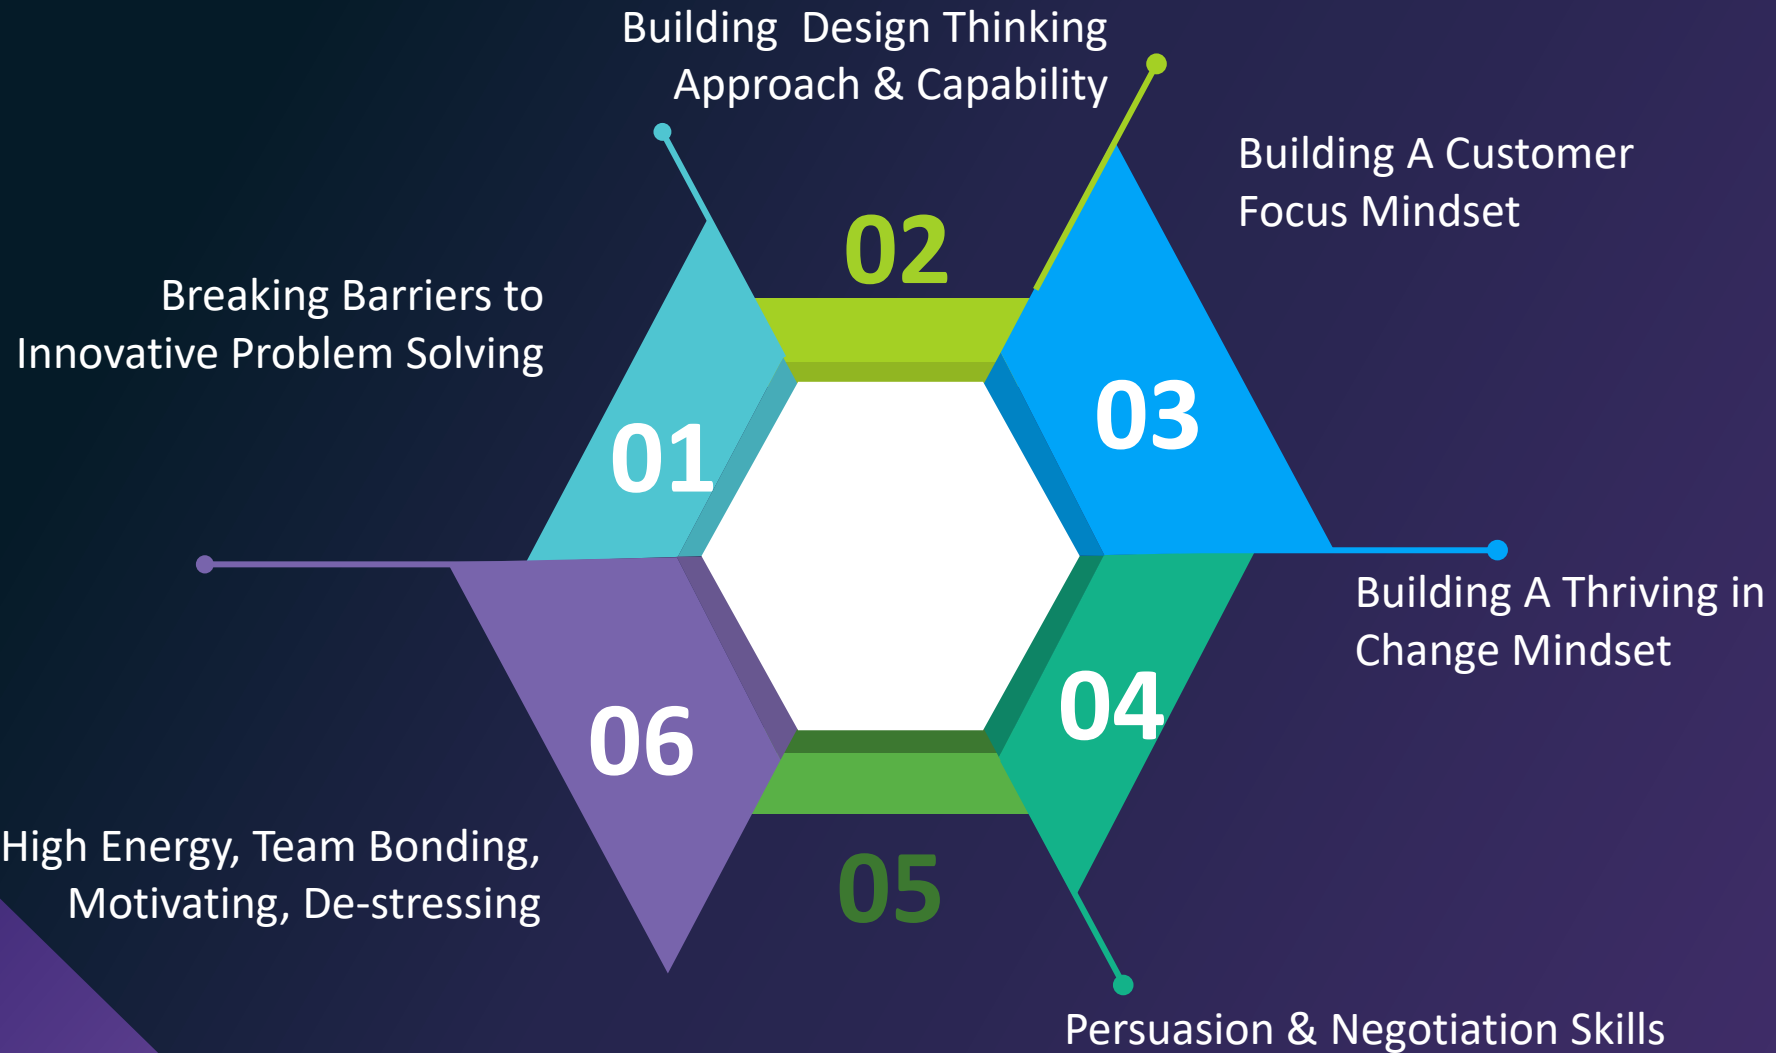 Building Design Thinking
Approach & Capability
Building A Customer
Focus Mindset
02
Breaking Barriers to
Innovative Problem Solving
03
01
Building A Thriving in
Change Mindset
04
06
High Energy, Team Bonding,
Motivating, De-stressing
05
Persuasion & Negotiation Skills